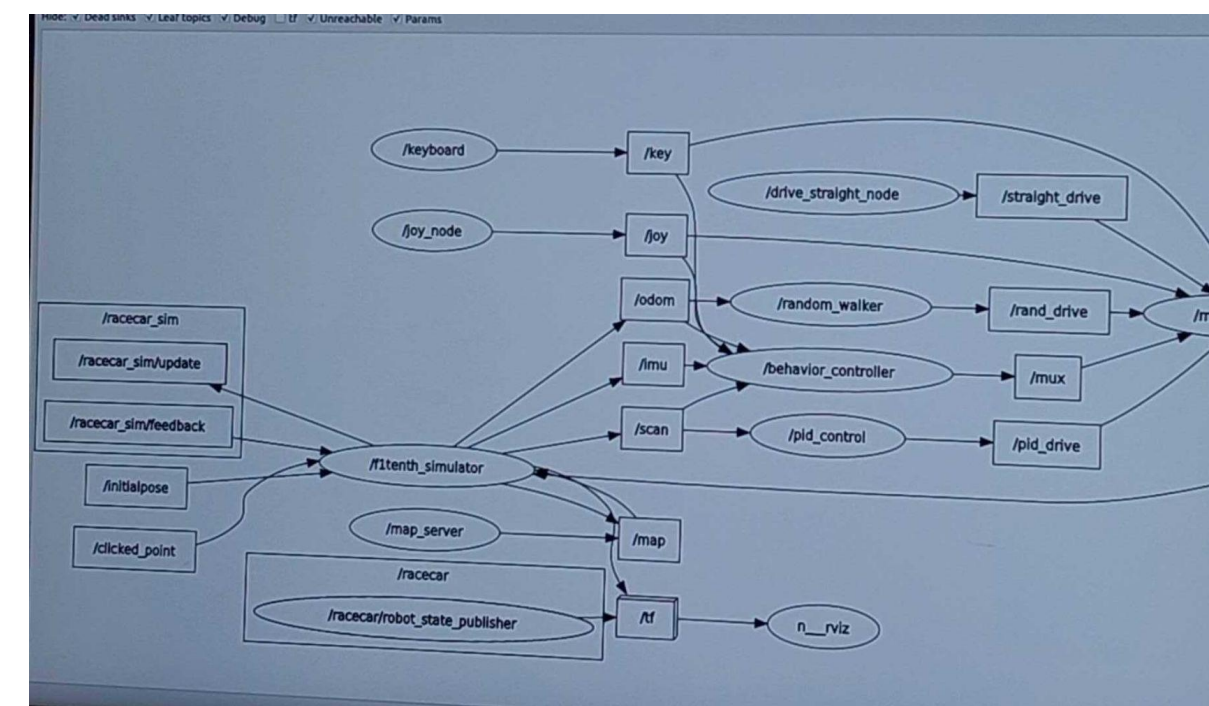 Hide: Dead sinks Leaf topics Debug tf Unreachable Params
/keyboard
/key
/drive_straight_node
/straight_drive
/joy_node
/joy
/odom
/random_walker
/rand_drive
/racecar_sim
/racecar_sim/update
/imu
/behavior_controller
/mux
/racecar_sim/feedback
/scan
/pid_control
/pid_drive
/f1tenth_simulator
/initialpose
/map_server
/map
/clicked_point
/racecar
/racecar/robot_state_publisher
/tf
n__rviz